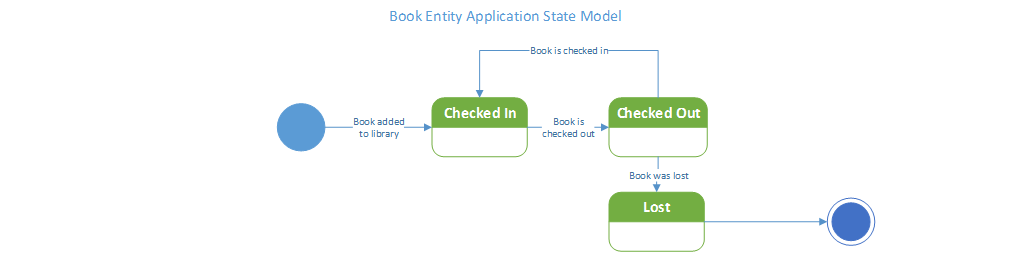 Book Entity Application State Model
Book is checked in
Checked In
Checked Out
Book added
to library
Book is
checked out
Book was lost
Lost